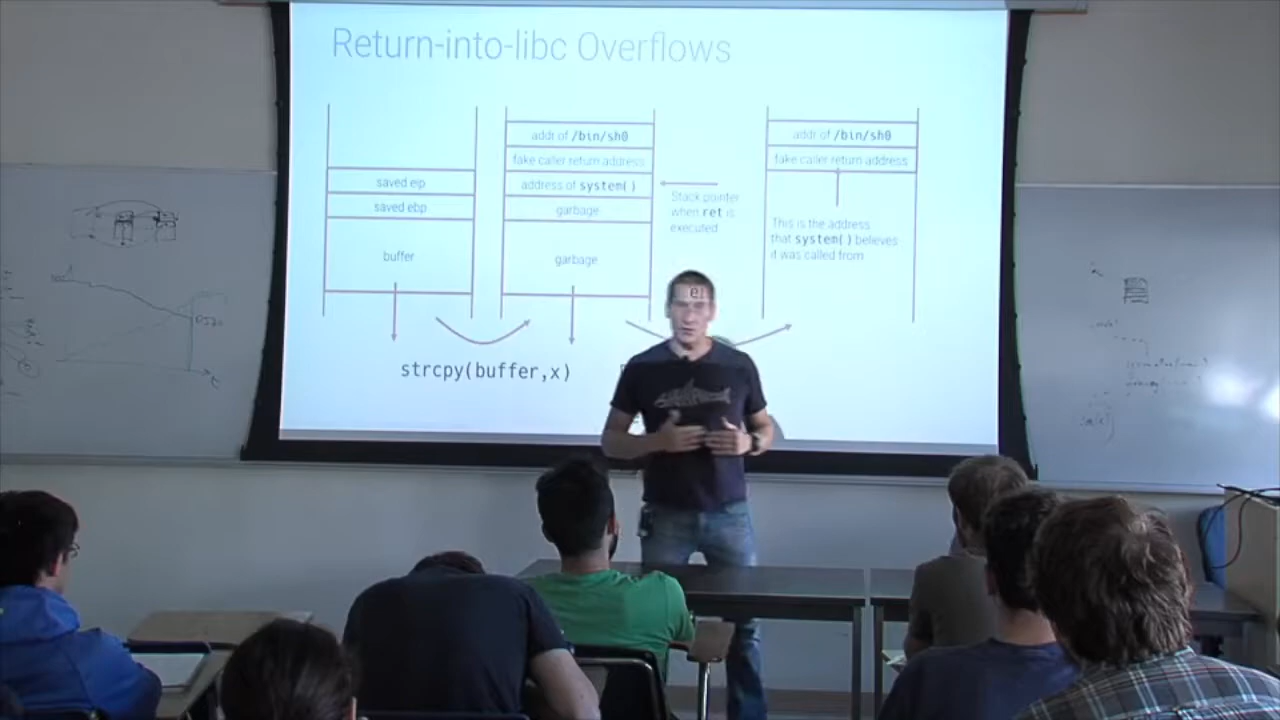 Return-into-libc Overflows
saved eip
saved ebp
buffer
addr of /bin/sh0
fake caller return address
address of system()
garbage
garbage
Stack pointer
when ret is
executed
addr of /bin/sh0
fake caller return address
This is the address
that system() believes
it was called from
strcpy(buffer,x)